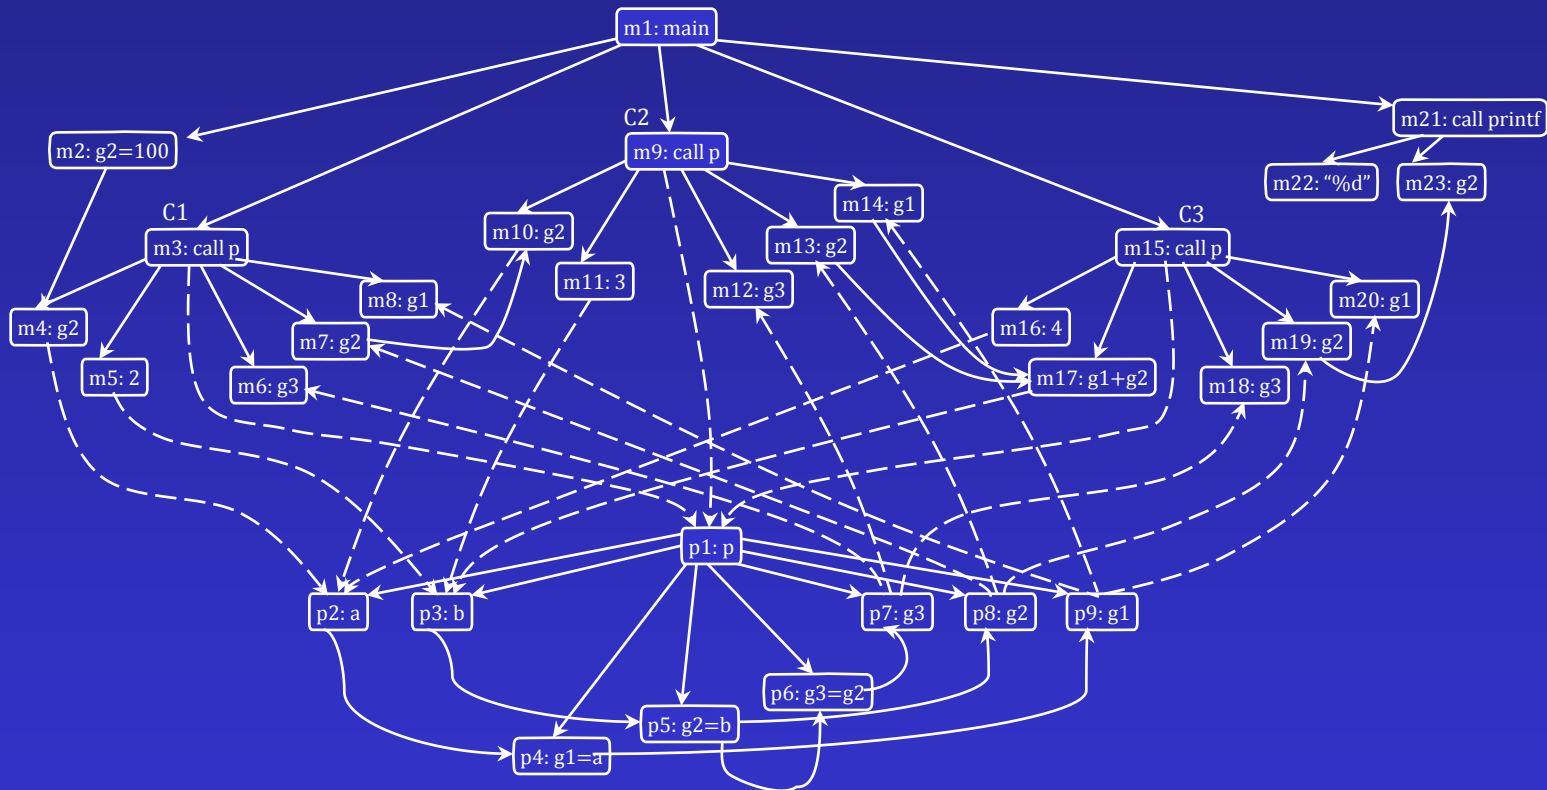 m1: main
m21: call printf
C2
m2: g2=100
m9: call p
m22: “%d”
m23: g2
C1
m14: g1
C3
m10: g2
m3: call p
m13: g2
m15: call p
m11: 3
m12: g3
m8: g1
m20: g1
m4: g2
m16: 4
m7: g2
m19: g2
m5: 2
m6: g3
m17: g1+g2
m18: g3
p1: p
p2: a
p3: b
p7: g3
p8: g2
p9: g1
p6: g3=g2
p5: g2=b
p4: g1=a